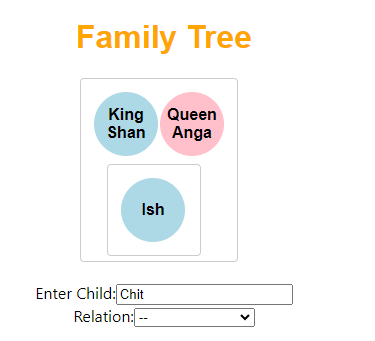 Family Tree
King Queen
Shan Anga
Ish
Enter Child: Chit
Relation: --